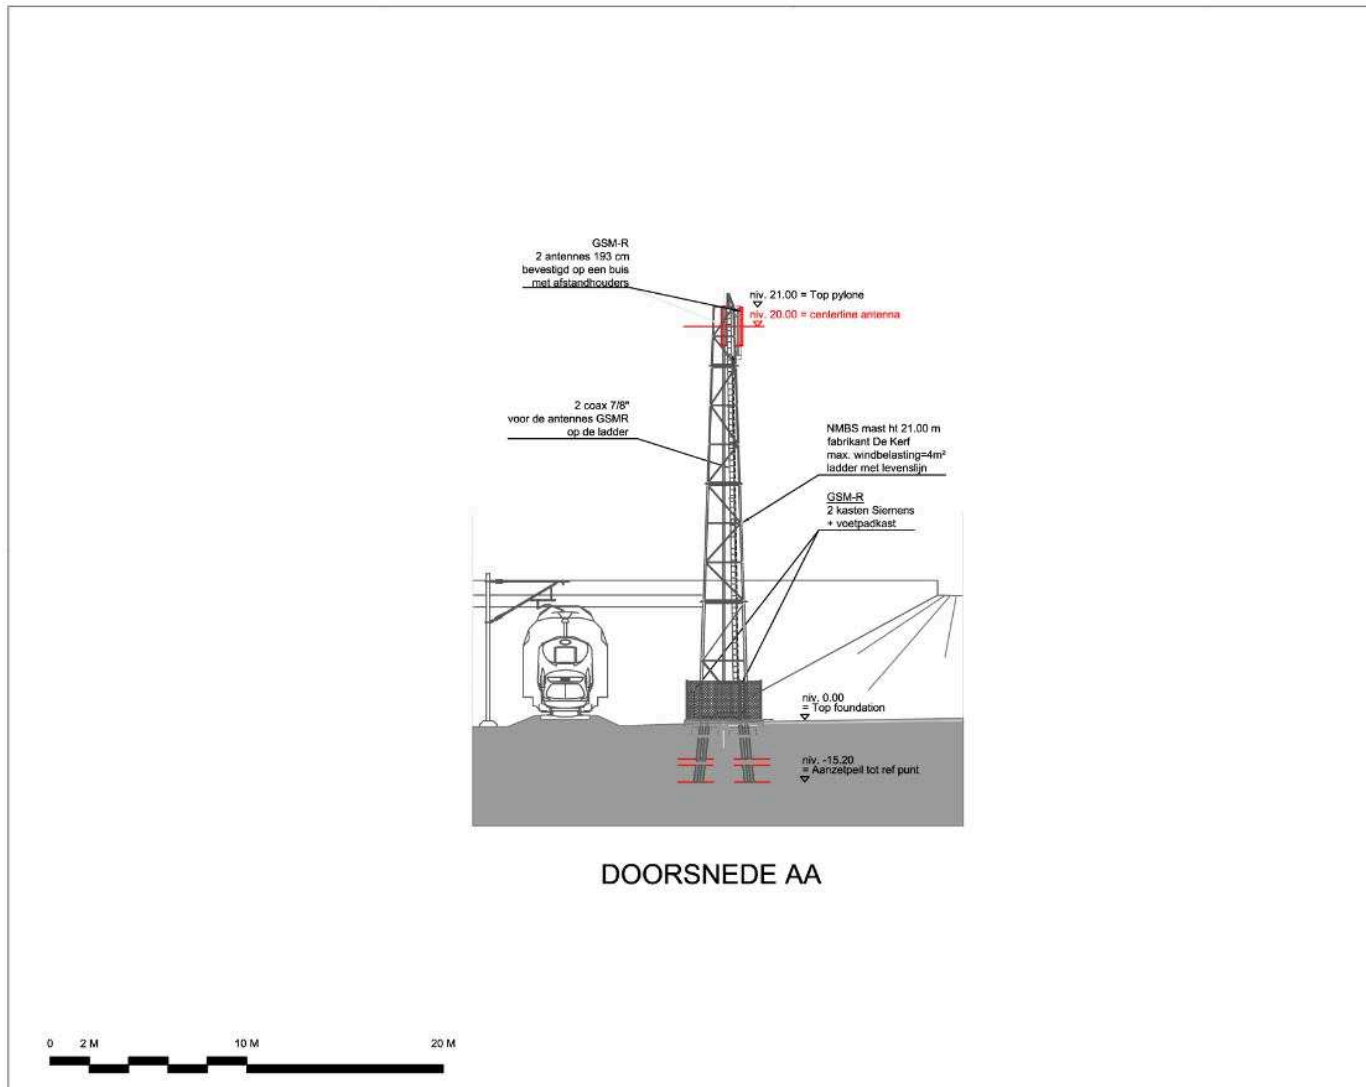 GSM-R
2 antennes 193 cm
bevestigd op een buis
met afstandhouders
niv. 21.00 = Top pylone
niv. 20.00 = centerline antenna
2 coax 7/8"
voor de antennes GSMR
op de ladder
NMBS mast ht 21.00 m
fabrikant De Kerf
max. windbelasting=4m²
ladder met levenslijn
GSM-R
2 kasten Siemens
+ voetpadkast
niv. 0.00
= Top foundation
niv. -15.20
= Aanzetpeil tot ref punt
DOORSNEDE AA
0 2 M 10 M 20 M